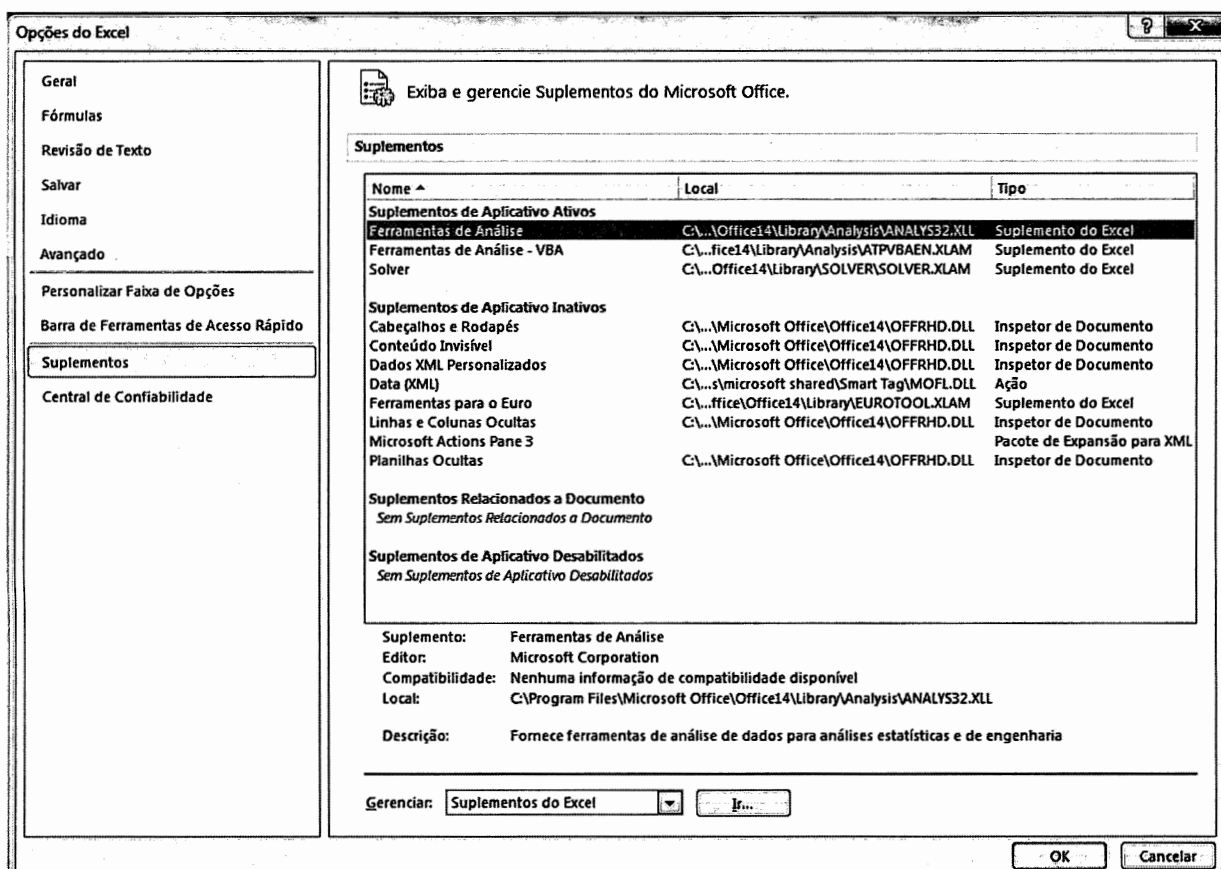 Opções do Excel
?
X
Geral
Fórmulas
Revisão de Texto
Salvar
Idioma
Avançado
Personalizar Faixa de Opções
Barra de Ferramentas de Acesso Rápido
Suplementos
Central de Confiabilidade
Exiba e gerencie Suplementos do Microsoft Office.
Suplementos
Nome Local Tipo
Suplementos de Aplicativo Ativos
Ferramentas de Análise C:\...\Office14\Library\Analysis\ANALYS32.XLL Suplemento do Excel
Ferramentas de Análise - VBA C:\...fice14\Library\Analysis\ATPVBAEN.XLAM Suplemento do Excel
Solver C:\...Office14\Library\SOLVER\SOLVER.XLAM Suplemento do Excel
Suplementos de Aplicativo Inativos
Cabeçalhos e Rodapés C:\...\Microsoft Office\Office14\OFFRHD.DLL Inspetor de Documento
Conteúdo Invisível C:\...\Microsoft Office\Office14\OFFRHD.DLL Inspetor de Documento
Dados XML Personalizados C:\...\Microsoft Office\Office14\OFFRHD.DLL Inspetor de Documento
Data (XML) C:\...s\microsoft shared\Smart Tag\MOFL.DLL Ação
Ferramentas para o Euro C:\...ffice\Office14\Library\EUROTOOL.XLAM Suplemento do Excel
Linhas e Colunas Ocultas C:\...\Microsoft Office\Office14\OFFRHD.DLL Inspetor de Documento
Microsoft Actions Pane 3 Pacote de Expansão para XML
Planilhas Ocultas C:\...\Microsoft Office\Office14\OFFRHD.DLL Inspetor de Documento
Suplementos Relacionados a Documento
Sem Suplementos Relacionados a Documento
Suplementos de Aplicativo Desabilitados
Sem Suplementos de Aplicativo Desabilitados
Suplemento: Ferramentas de Análise
Editor: Microsoft Corporation
Compatibilidade: Nenhuma informação de compatibilidade disponível
Local: C:\Program Files\Microsoft Office\Office14\Library\Analysis\ANALYS32.XLL
Descrição: Fornece ferramentas de análise de dados para análises estatísticas e de engenharia
Gerenciar: Suplementos do Excel Ir...
OK Cancelar